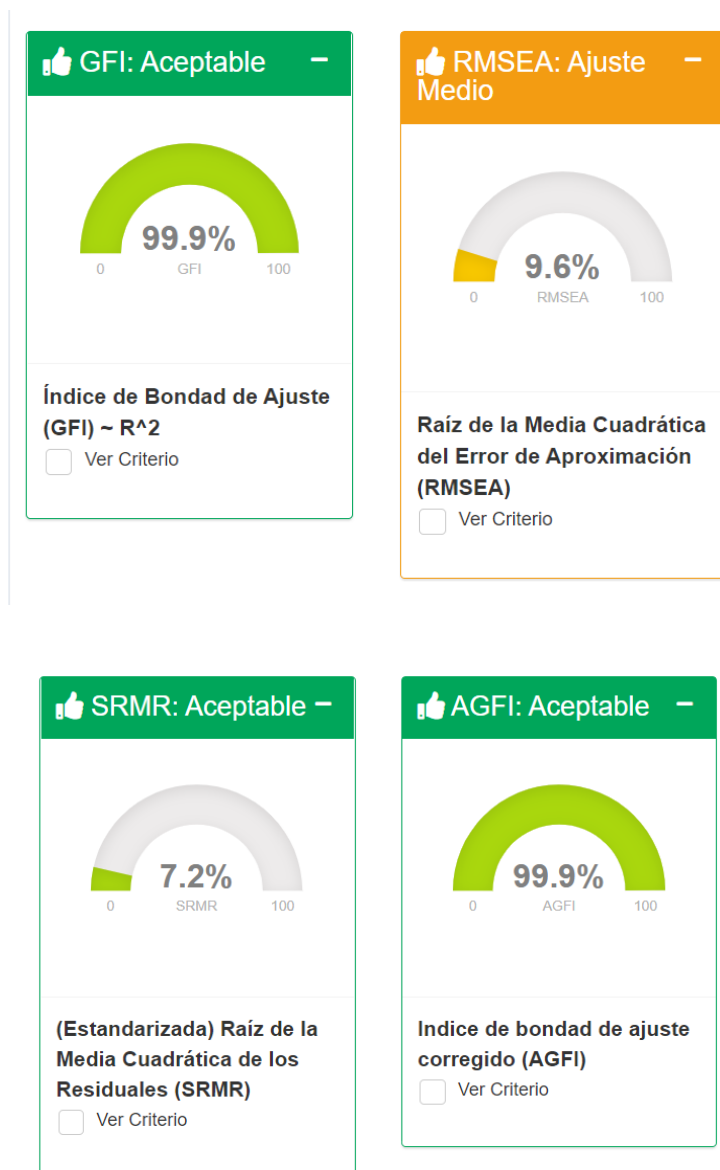 GFI: Aceptable
99.9%
0
GFI
100
Índice de Bondad de Ajuste
(GFI) ~ R^2
Ver Criterio
RMSEA: Ajuste
Medio
9.6%
0
RMSEA
100
Raíz de la Media Cuadrática
del Error de Aproximación
(RMSEA)
Ver Criterio
SRMR: Aceptable
7.2%
0
SRMR
100
(Estandarizada) Raíz de la
Media Cuadrática de los
Residuales (SRMR)
Ver Criterio
AGFI: Aceptable
99.9%
0
AGFI
100
Indice de bondad de ajuste
corregido (AGFI)
Ver Criterio